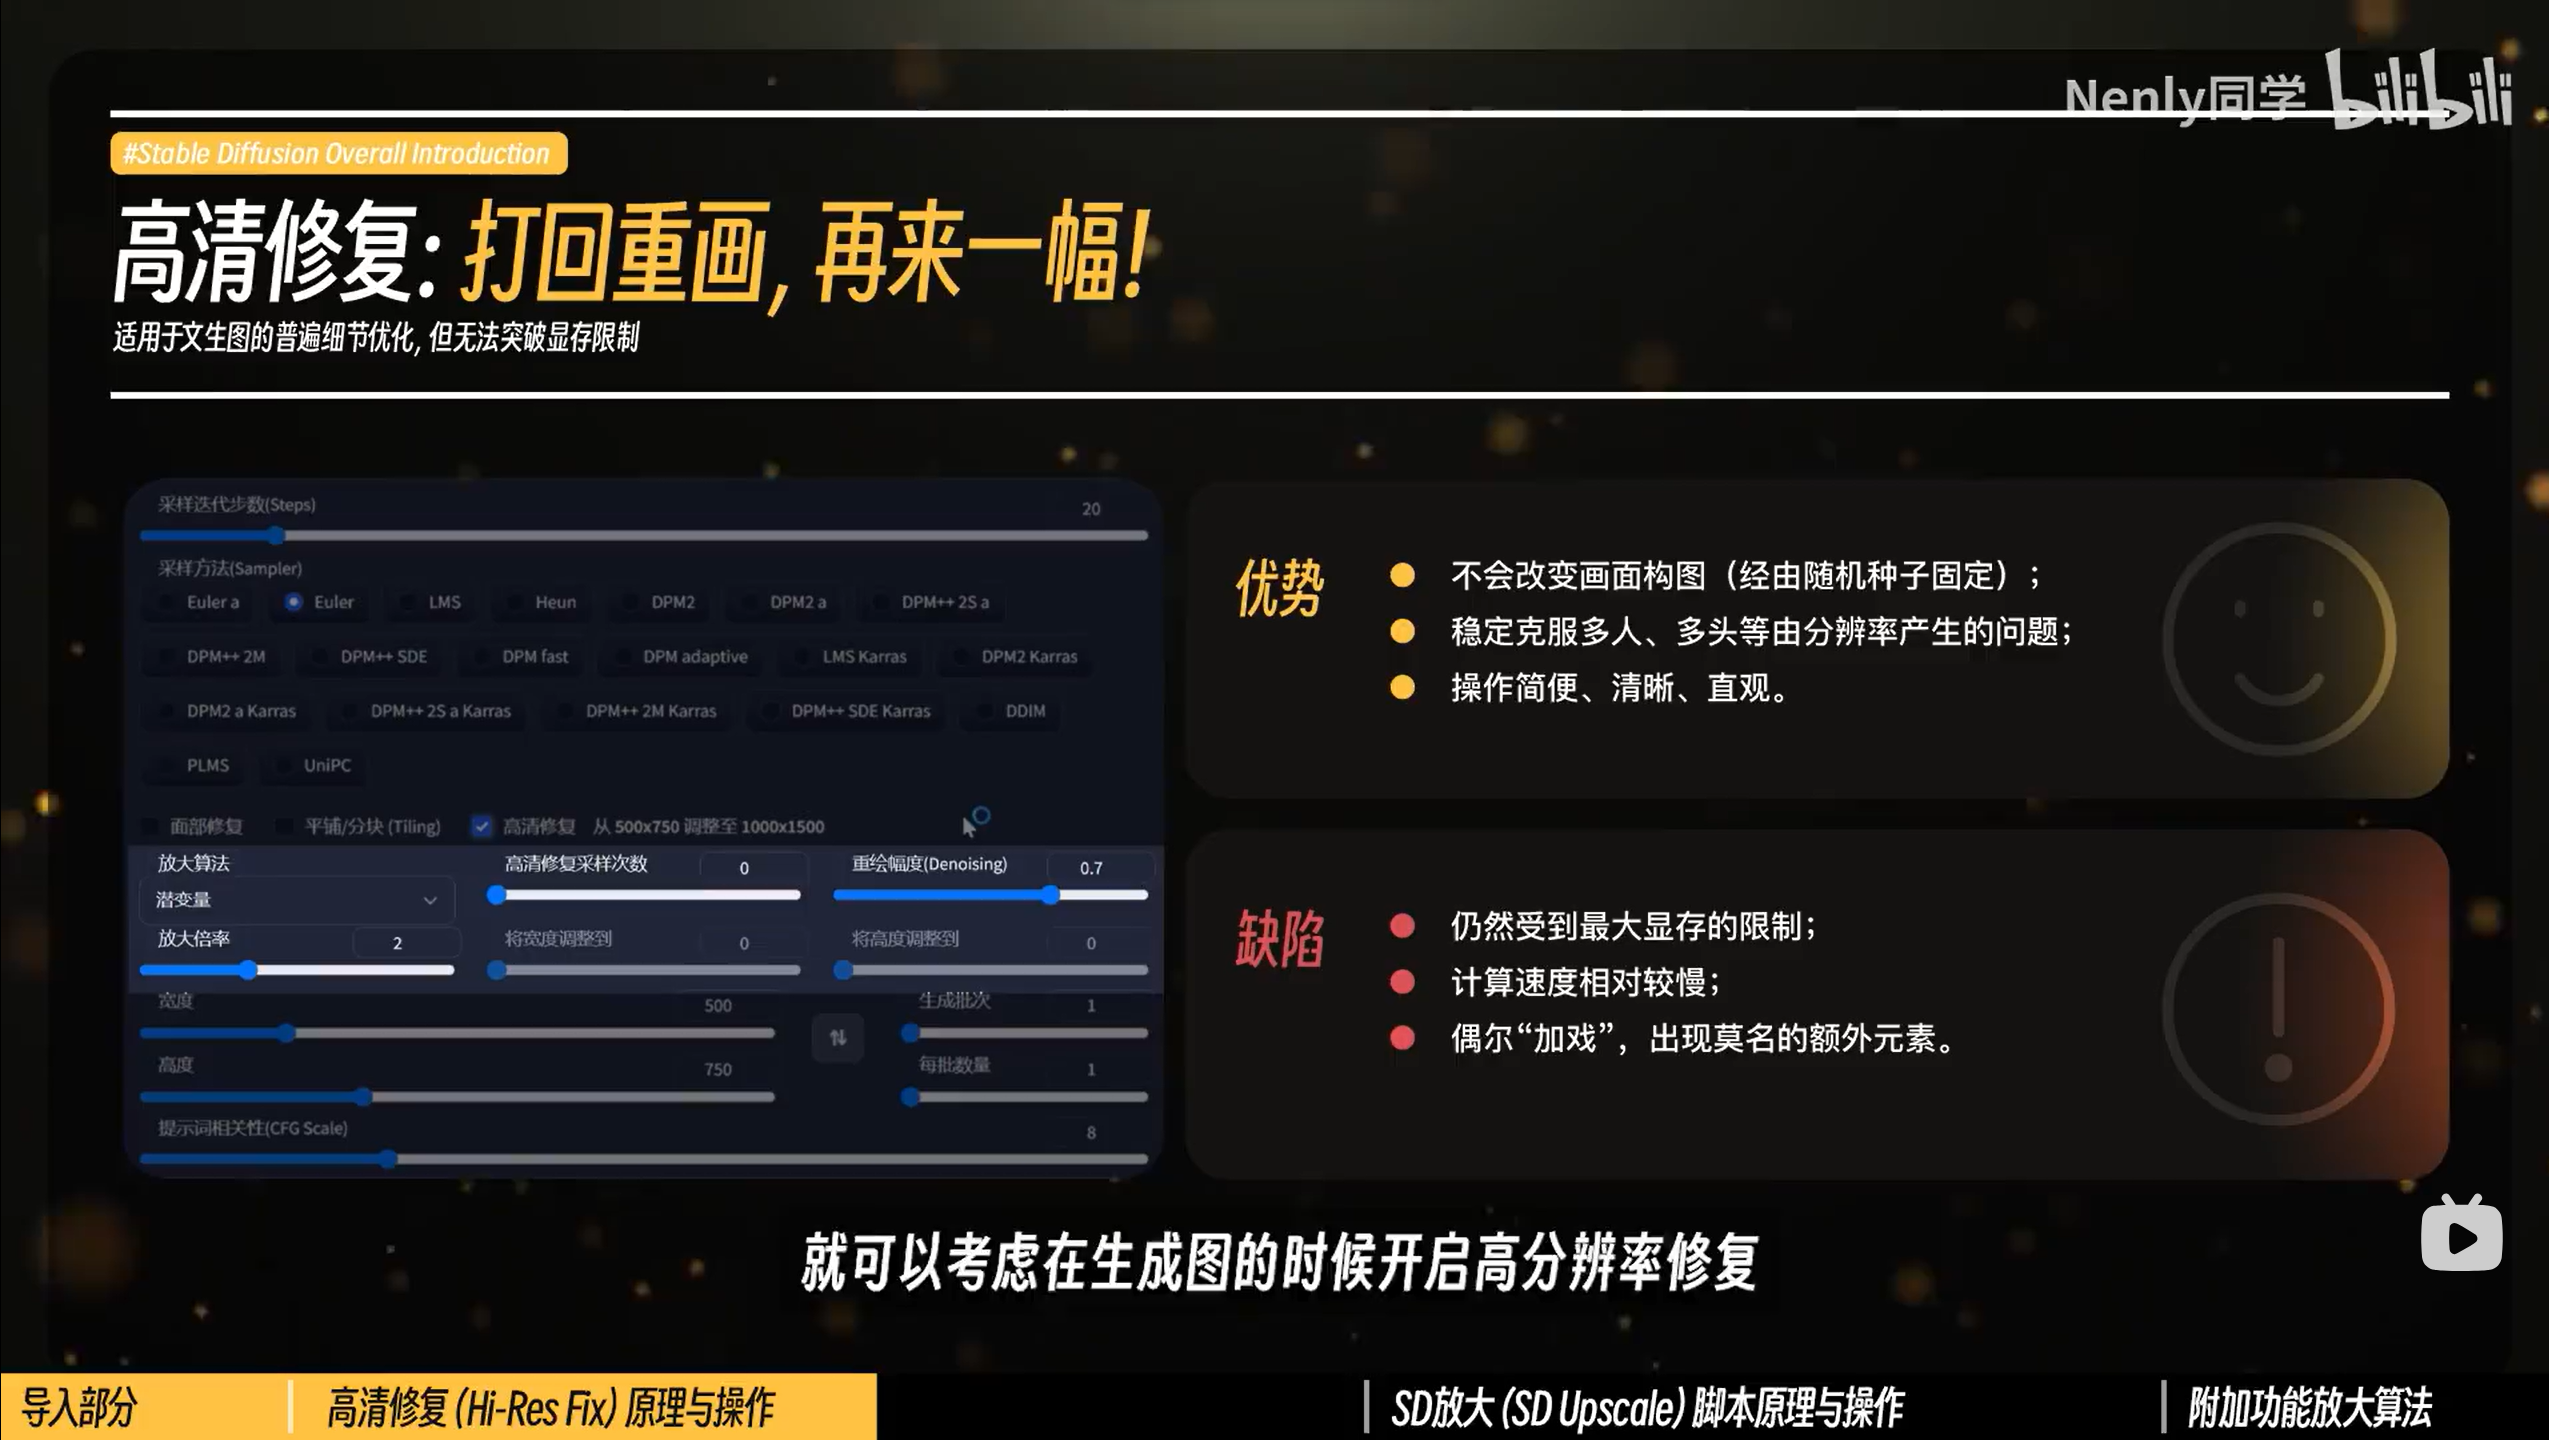 Nenly同学 bilibili
#Stable Diffusion Overall Introduction
高清修复: 打回重画, 再来一幅!
适用于文生图的普遍细节优化, 但无法突破显存限制
采样迭代步数(Steps) 20
采样方法(Sampler)
Euler a Euler LMS Heun DPM2 DPM2 a DPM++ 2S a
DPM++ 2M DPM++ SDE DPM fast DPM adaptive LMS Karras DPM2 Karras
DPM2 a Karras DPM++ 2S a Karras DPM++ 2M Karras DPM++ SDE Karras DDIM
PLMS UniPC
面部修复 平铺/分块 (Tiling) 高清修复 从 500x750 调整至 1000x1500
放大算法 高清修复采样次数 0 重绘幅度(Denoising) 0.7
潜变量
放大倍率 2 将宽度调整到 0 将高度调整到 0
宽度 500 生成批次 1
高度 750 每批数量 1
提示词相关性(CFG Scale) 8
优势
不会改变画面构图（经由随机种子固定）；
稳定克服多人、多头等由分辨率产生的问题；
操作简便、清晰、直观。
缺陷
仍然受到最大显存的限制；
计算速度相对较慢；
偶尔“加戏”，出现莫名的额外元素。
就可以考虑在生成图的时候开启高分辨率修复
导入部分 高清修复 (Hi-Res Fix) 原理与操作 SD放大 (SD Upscale) 脚本原理与操作 附加功能放大算法